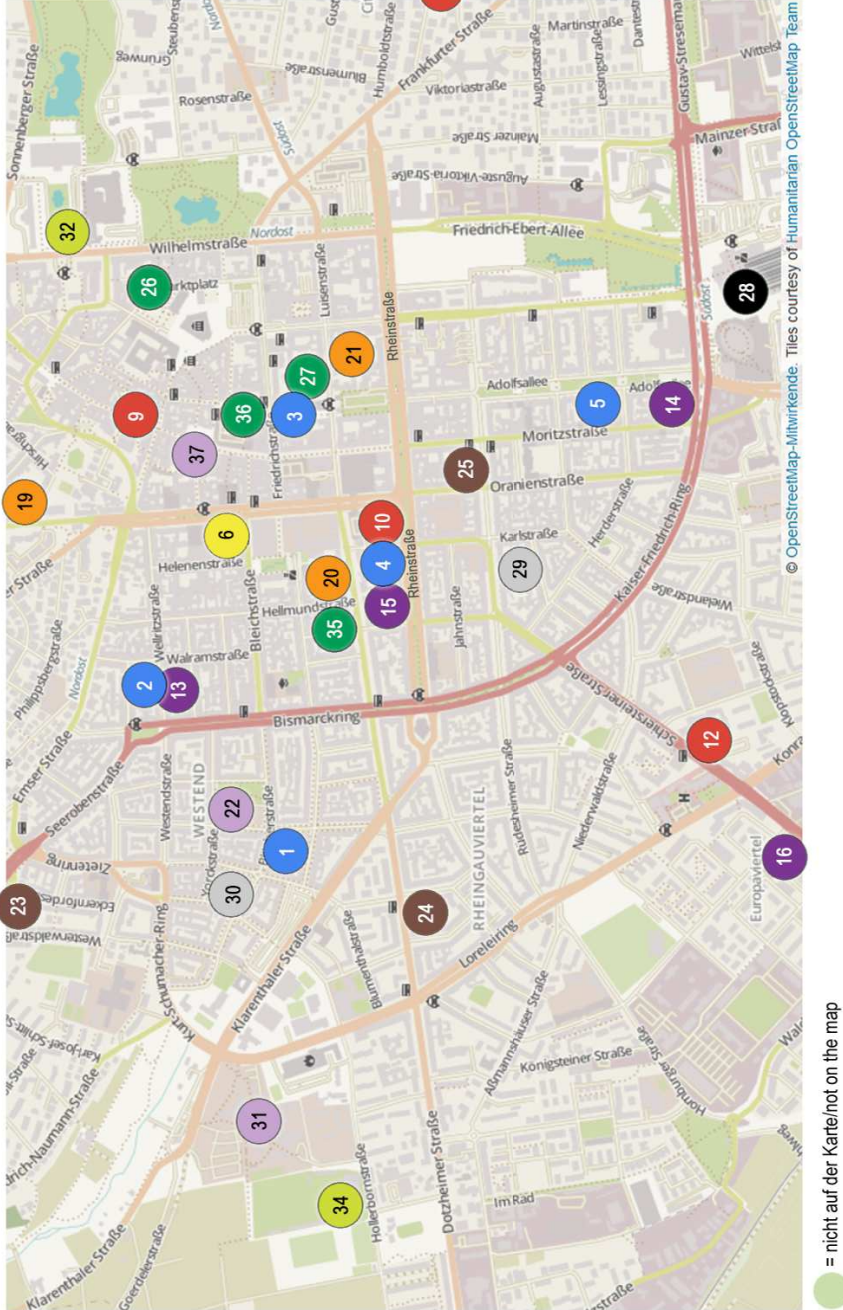 Sonnenberger Straße
Grünweg
Rosenstraße
Blumenstraße
Humboldtstraße
Frankfurter Straße
Viktoriastraße
Augustastraße
Martinstraße
Lessingstraße
Mainzer Straße
Auguste-Viktoria-Straße
Südost
Nordost
32
Wilhelmstraße
Friedrich-Ebert-Allee
26
Luisenstraße
Rheinstraße
28
Südost
21
27
9
36
3
Adolfsallee
5
14
Moritzstraße
37
Friedrichstraße
25
Oranienstraße
19
6
10
Karlstraße
Herderstraße
Kaiser-Friedrich-Ring
Helenenstraße
4
Rheinstraße
29
Bleichstraße
20
15
Hellmundstraße
35
Wellritzstraße
Walramstraße
Jahnstraße
Wielandstraße
Philippsbergstraße
Nordost
2
13
Bismarckring
Schiersteiner Straße
Klopstockstraße
12
Emser Straße
Seerobenstraße
Westendstraße
WESTEND
22
1
Rüdesheimer Straße
Niederwaldstraße
H
Zietenring
Yorckstraße
30
23
24
RHEINGAUVIERTEL
16
Europaviertel
Kurt-Schumacher-Ring
Klarenthaler Straße
Blumenthalstraße
Loreleiring
Aßmannshäuser Straße
Königsteiner Straße
Homburger Straße
31
34
Hollerbornstraße
Dotzheimer Straße
Im Rad
Klarenthaler Straße
Goerdelerstraße
© OpenStreetMap-Mitwirkende. Tiles courtesy of Humanitarian OpenStreetMap Team
= nicht auf der Karte/not on the map